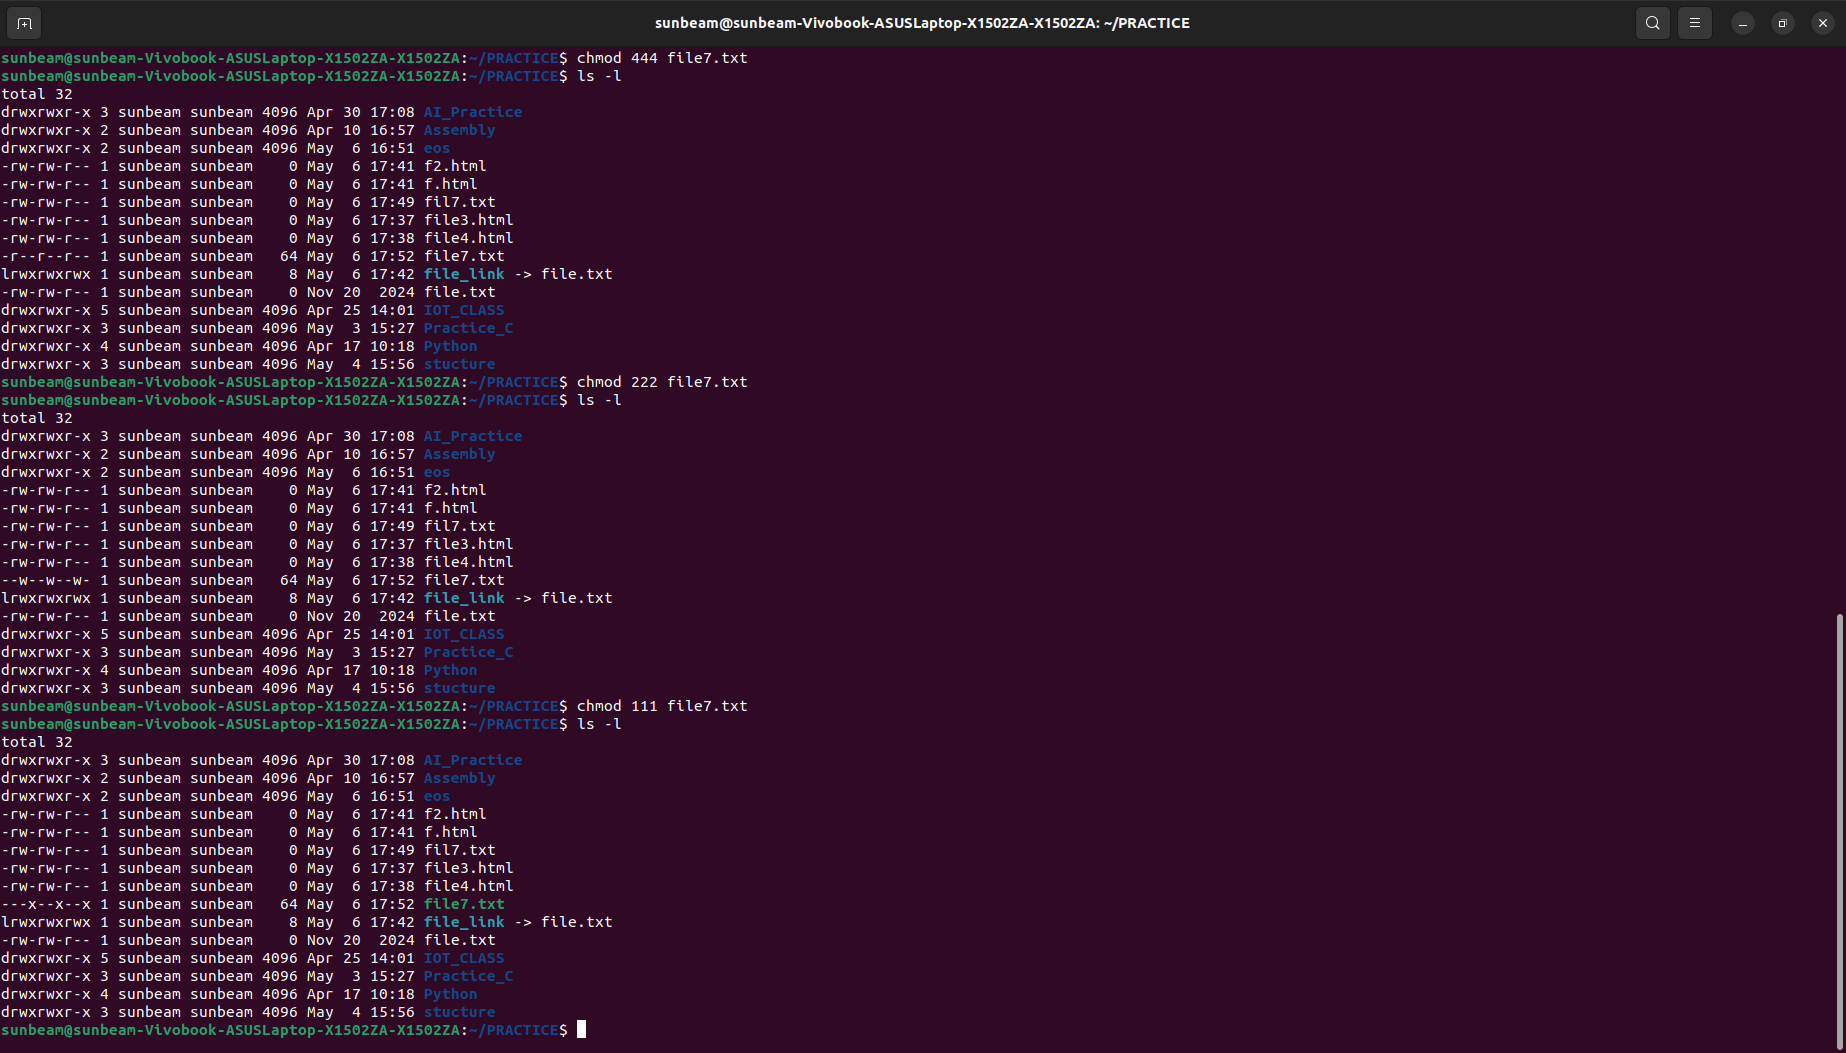 sunbeam@sunbeam-Vivobook-ASUSLaptop-X1502ZA-X1502ZA: ~/PRACTICE
sunbeam@sunbeam-Vivobook-ASUSLaptop-X1502ZA-X1502ZA:~/PRACTICE$ chmod 444 file7.txt
sunbeam@sunbeam-Vivobook-ASUSLaptop-X1502ZA-X1502ZA:~/PRACTICE$ ls -l
total 32
drwxrwxr-x 3 sunbeam sunbeam 4096 Apr 30 17:08 AI_Practice
drwxrwxr-x 2 sunbeam sunbeam 4096 Apr 10 16:57 Assembly
drwxrwxr-x 2 sunbeam sunbeam 4096 May  6 16:51 eos
-rw-rw-r-- 1 sunbeam sunbeam    0 May  6 17:41 f2.html
-rw-rw-r-- 1 sunbeam sunbeam    0 May  6 17:41 f.html
-rw-rw-r-- 1 sunbeam sunbeam    0 May  6 17:49 fil7.txt
-rw-rw-r-- 1 sunbeam sunbeam    0 May  6 17:37 file3.html
-rw-rw-r-- 1 sunbeam sunbeam    0 May  6 17:38 file4.html
-r--r--r-- 1 sunbeam sunbeam   64 May  6 17:52 file7.txt
lrwxrwxrwx 1 sunbeam sunbeam    8 May  6 17:42 file_link -> file.txt
-rw-rw-r-- 1 sunbeam sunbeam    0 Nov 20  2024 file.txt
drwxrwxr-x 5 sunbeam sunbeam 4096 Apr 25 14:01 IOT_CLASS
drwxrwxr-x 3 sunbeam sunbeam 4096 May  3 15:27 Practice_C
drwxrwxr-x 4 sunbeam sunbeam 4096 Apr 17 10:18 Python
drwxrwxr-x 3 sunbeam sunbeam 4096 May  4 15:56 stucture
sunbeam@sunbeam-Vivobook-ASUSLaptop-X1502ZA-X1502ZA:~/PRACTICE$ chmod 222 file7.txt
sunbeam@sunbeam-Vivobook-ASUSLaptop-X1502ZA-X1502ZA:~/PRACTICE$ ls -l
total 32
drwxrwxr-x 3 sunbeam sunbeam 4096 Apr 30 17:08 AI_Practice
drwxrwxr-x 2 sunbeam sunbeam 4096 Apr 10 16:57 Assembly
drwxrwxr-x 2 sunbeam sunbeam 4096 May  6 16:51 eos
-rw-rw-r-- 1 sunbeam sunbeam    0 May  6 17:41 f2.html
-rw-rw-r-- 1 sunbeam sunbeam    0 May  6 17:41 f.html
-rw-rw-r-- 1 sunbeam sunbeam    0 May  6 17:49 fil7.txt
-rw-rw-r-- 1 sunbeam sunbeam    0 May  6 17:37 file3.html
-rw-rw-r-- 1 sunbeam sunbeam    0 May  6 17:38 file4.html
--w--w--w- 1 sunbeam sunbeam   64 May  6 17:52 file7.txt
lrwxrwxrwx 1 sunbeam sunbeam    8 May  6 17:42 file_link -> file.txt
-rw-rw-r-- 1 sunbeam sunbeam    0 Nov 20  2024 file.txt
drwxrwxr-x 5 sunbeam sunbeam 4096 Apr 25 14:01 IOT_CLASS
drwxrwxr-x 3 sunbeam sunbeam 4096 May  3 15:27 Practice_C
drwxrwxr-x 4 sunbeam sunbeam 4096 Apr 17 10:18 Python
drwxrwxr-x 3 sunbeam sunbeam 4096 May  4 15:56 stucture
sunbeam@sunbeam-Vivobook-ASUSLaptop-X1502ZA-X1502ZA:~/PRACTICE$ chmod 111 file7.txt
sunbeam@sunbeam-Vivobook-ASUSLaptop-X1502ZA-X1502ZA:~/PRACTICE$ ls -l
total 32
drwxrwxr-x 3 sunbeam sunbeam 4096 Apr 30 17:08 AI_Practice
drwxrwxr-x 2 sunbeam sunbeam 4096 Apr 10 16:57 Assembly
drwxrwxr-x 2 sunbeam sunbeam 4096 May  6 16:51 eos
-rw-rw-r-- 1 sunbeam sunbeam    0 May  6 17:41 f2.html
-rw-rw-r-- 1 sunbeam sunbeam    0 May  6 17:41 f.html
-rw-rw-r-- 1 sunbeam sunbeam    0 May  6 17:49 fil7.txt
-rw-rw-r-- 1 sunbeam sunbeam    0 May  6 17:37 file3.html
-rw-rw-r-- 1 sunbeam sunbeam    0 May  6 17:38 file4.html
---x--x--x 1 sunbeam sunbeam   64 May  6 17:52 file7.txt
lrwxrwxrwx 1 sunbeam sunbeam    8 May  6 17:42 file_link -> file.txt
-rw-rw-r-- 1 sunbeam sunbeam    0 Nov 20  2024 file.txt
drwxrwxr-x 5 sunbeam sunbeam 4096 Apr 25 14:01 IOT_CLASS
drwxrwxr-x 3 sunbeam sunbeam 4096 May  3 15:27 Practice_C
drwxrwxr-x 4 sunbeam sunbeam 4096 Apr 17 10:18 Python
drwxrwxr-x 3 sunbeam sunbeam 4096 May  4 15:56 stucture
sunbeam@sunbeam-Vivobook-ASUSLaptop-X1502ZA-X1502ZA:~/PRACTICE$